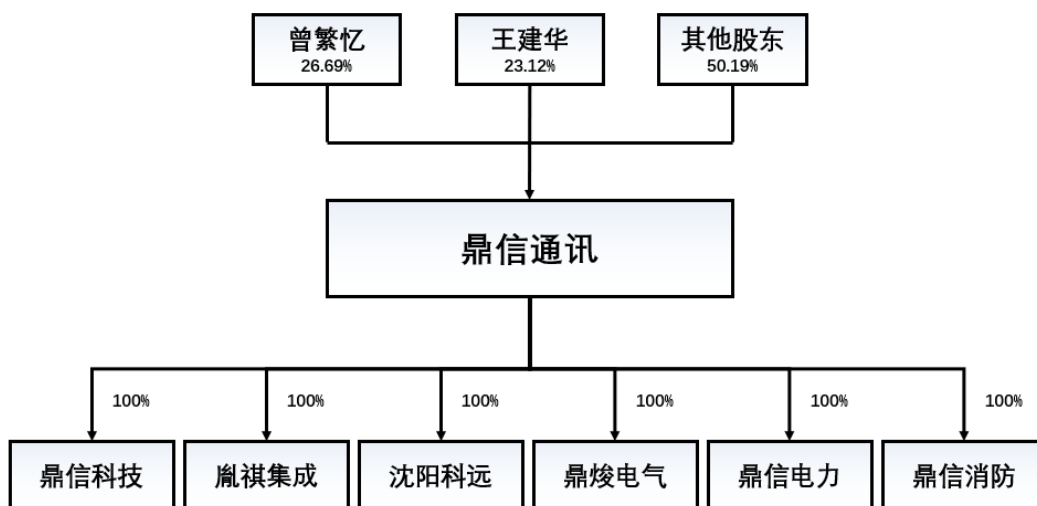 曾繁忆
26.69%
王建华
23.12%
其他股东
50.19%
鼎信通讯
100%
100%
100%
100%
100%
100%
鼎信科技
胤祺集成
沈阳科远
鼎焌电气
鼎信电力
鼎信消防